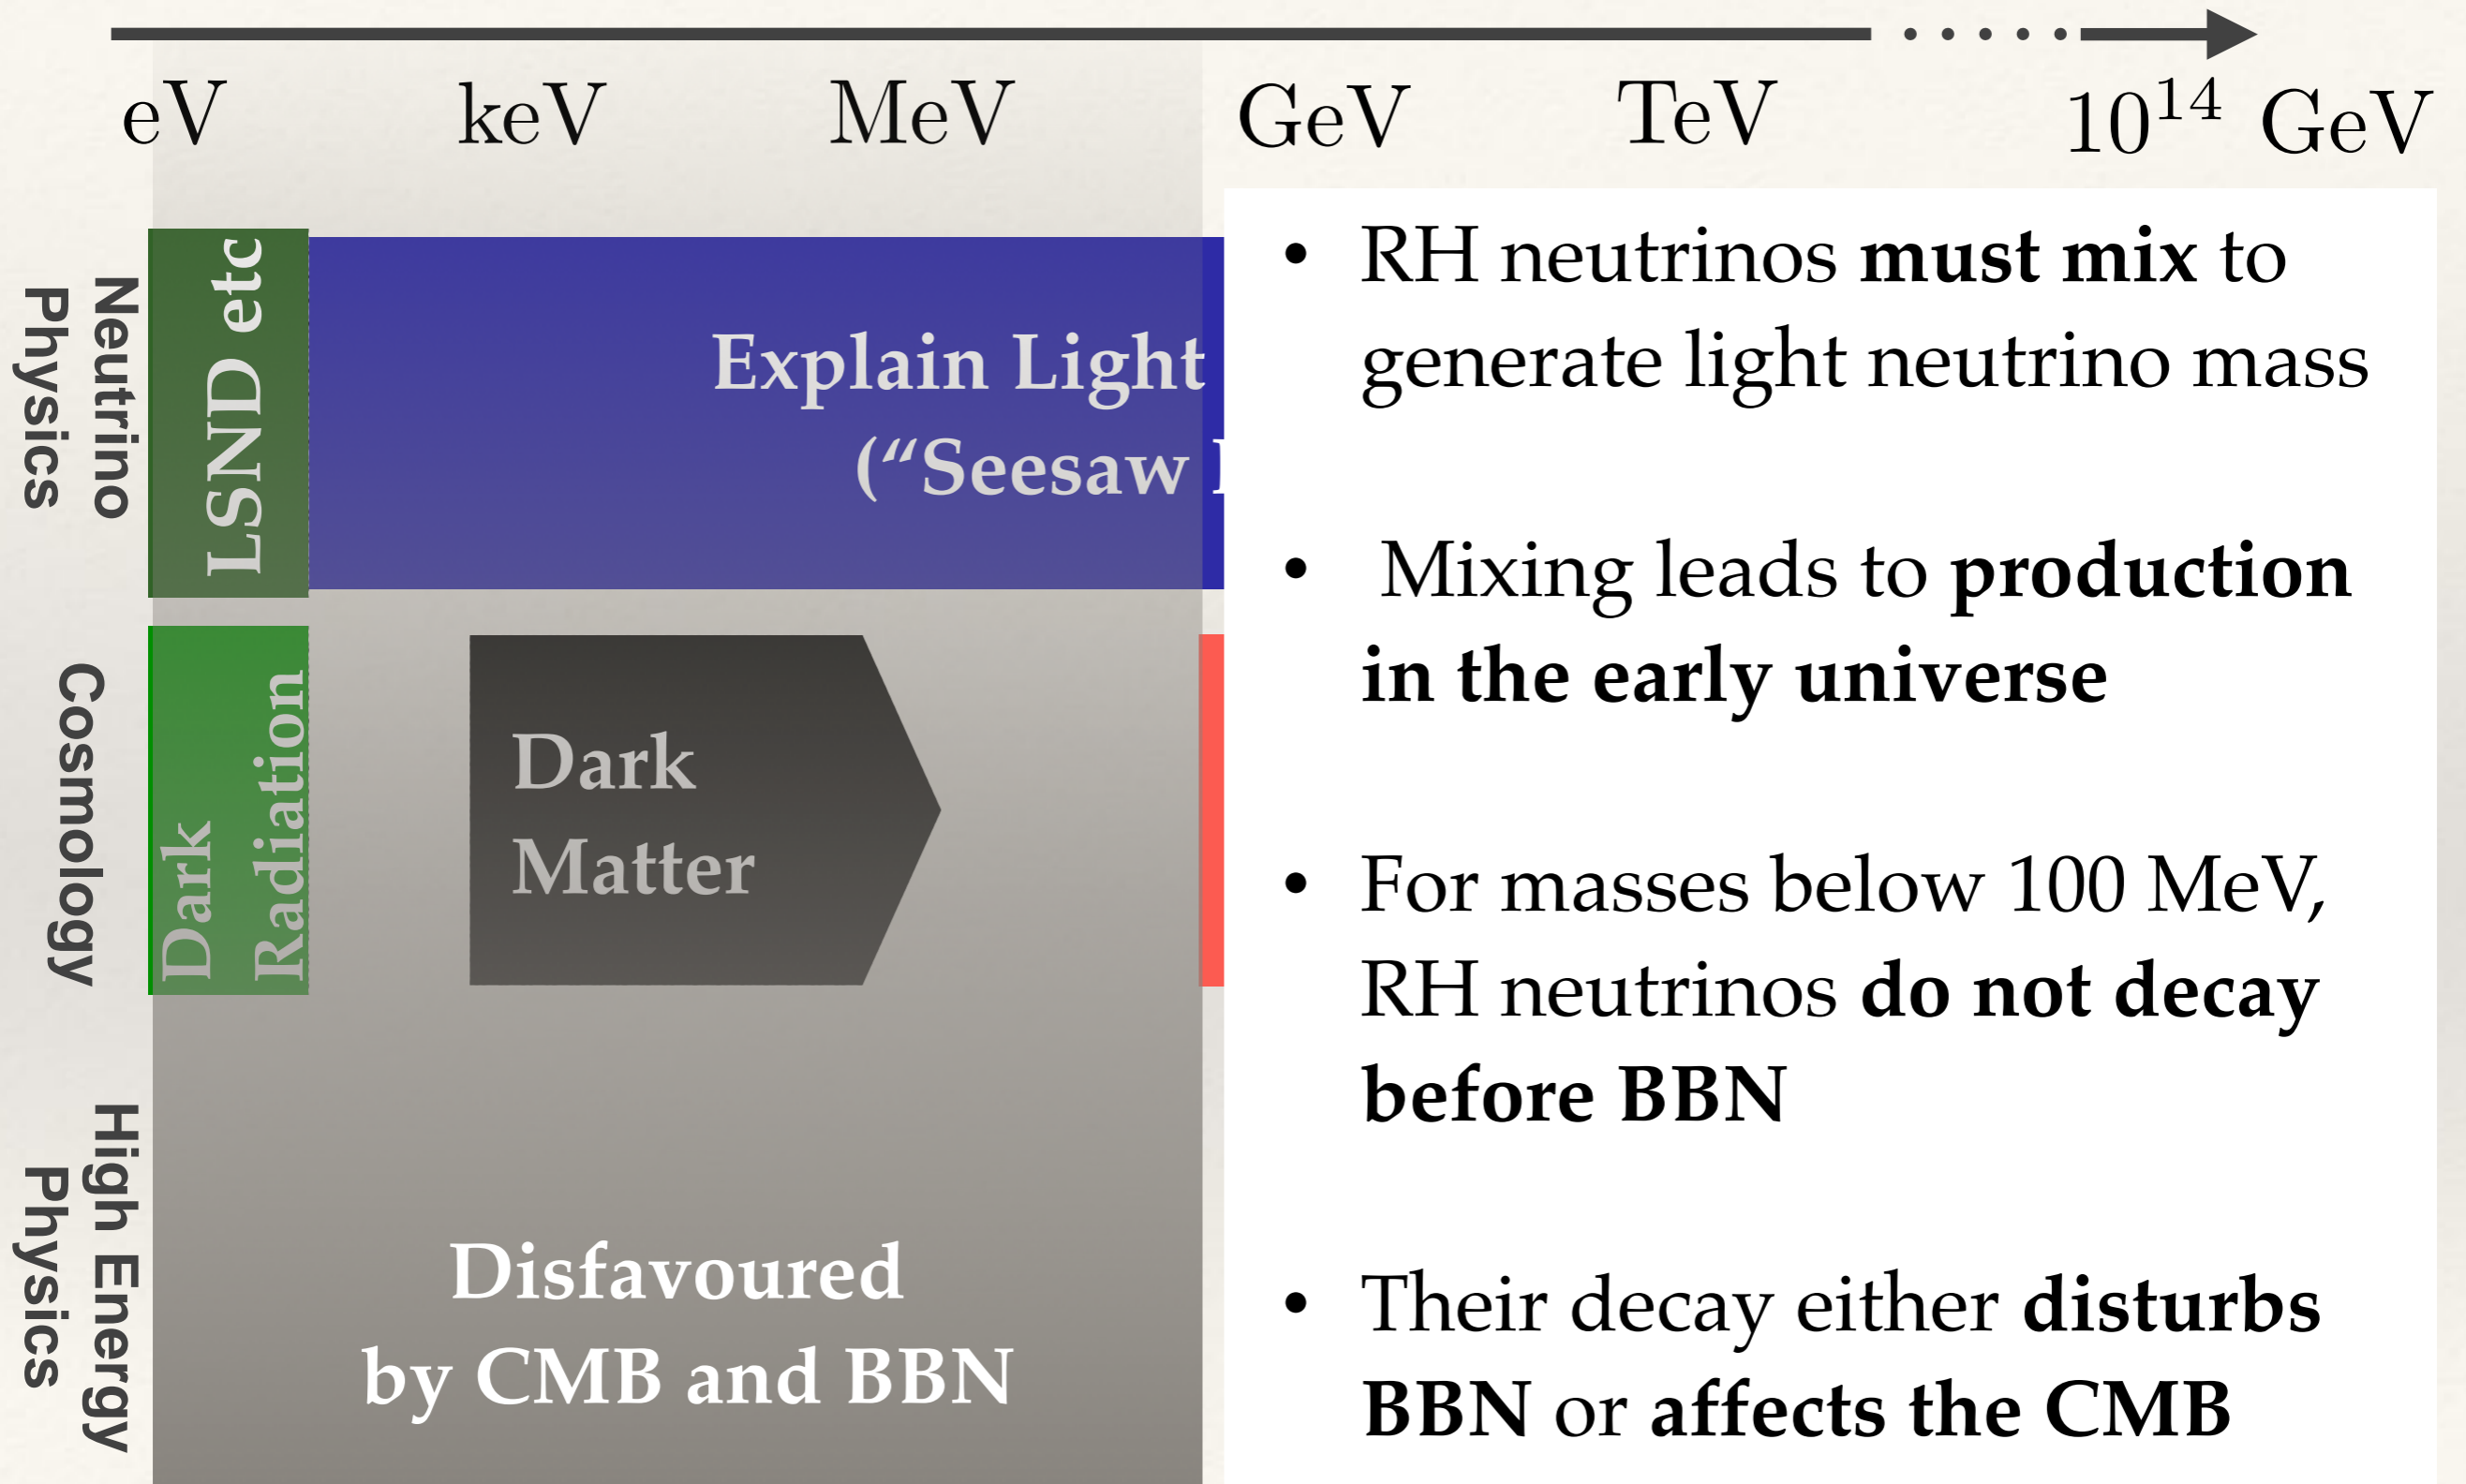 eV keV MeV GeV TeV 10¹⁴ GeV
Neutrino
Physics
LSND etc
Explain Light
(“Seesaw
Cosmology
Dark
Radiation
Dark
Matter
High Energy
Physics
Disfavoured
by CMB and BBN
• RH neutrinos must mix to
generate light neutrino mass
• Mixing leads to production
in the early universe
• For masses below 100 MeV,
RH neutrinos do not decay
before BBN
• Their decay either disturbs
BBN or affects the CMB